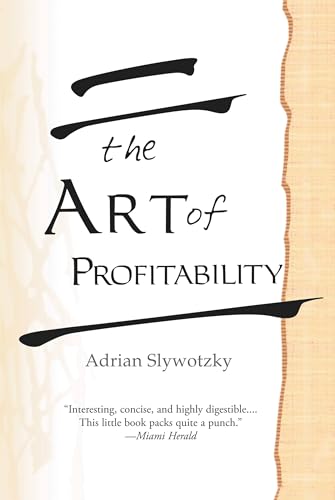 the
ART of
PROFITABILITY
Adrian Slywotzky
“Interesting, concise, and highly digestible....
This little book packs quite a punch.”
—Miami Herald